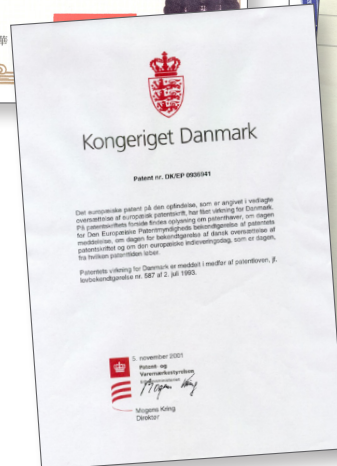 Kongeriget Danmark
Patent nr. DK/EP 0936941
Det europæiske patent på den opfindelse, som er angivet i vedlagte
oversættelse af europæisk patentskrift, har fået virkning for Danmark.
På patentskriftets forside findes oplysning om patenthaver, om dagen
for Den Europæiske Patentmyndigheds bekendtgørelse af patentets
meddelelse, om dagen for bekendtgørelse af dansk oversættelse af
patentskriftet og om den europæiske indleveringsdag, som er dagen,
fra hvilken patenttiden løber.
Patentets virkning for Danmark er meddelt i medfør af patentloven, jf.
lovbekendtgørelse nr. 587 af 2. juli 1993.
5. november 2001
Patent- og
Varemærkestyrelsen
Mogens Kring
Mogens Kring
Direktør